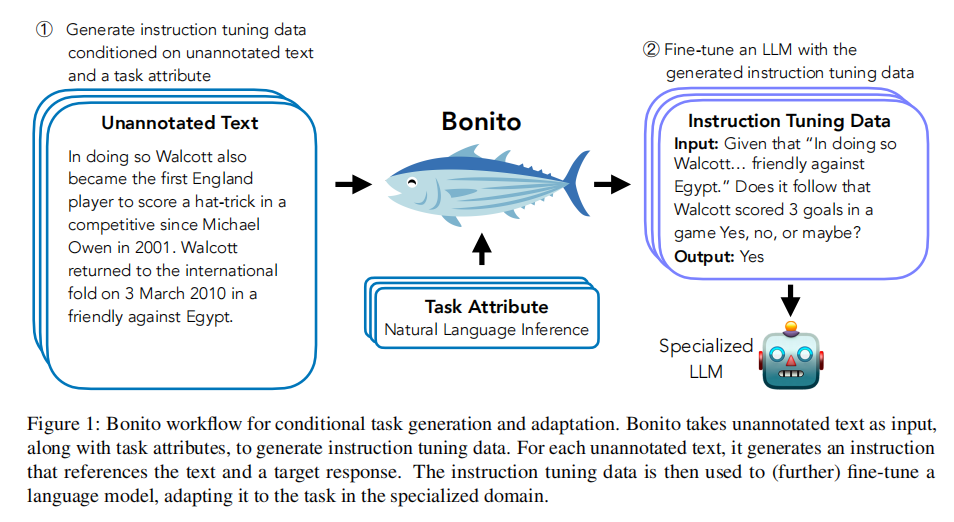 ① Generate instruction tuning data
conditioned on unannotated text
and a task attribute
Unannotated Text
In doing so Walcott also
became the first England
player to score a hat-trick in a
competitive since Michael
Owen in 2001. Walcott
returned to the international
fold on 3 March 2010 in a
friendly against Egypt.
Bonito
Task Attribute
Natural Language Inference
② Fine-tune an LLM with the
generated instruction tuning data
Instruction Tuning Data
Input: Given that “In doing so
Walcott... friendly against
Egypt.” Does it follow that
Walcott scored 3 goals in a
game Yes, no, or maybe?
Output: Yes
Specialized
LLM
Figure 1: Bonito workflow for conditional task generation and adaptation. Bonito takes unannotated text as input,
along with task attributes, to generate instruction tuning data. For each unannotated text, it generates an instruction
that references the text and a target response. The instruction tuning data is then used to (further) fine-tune a
language model, adapting it to the task in the specialized domain.